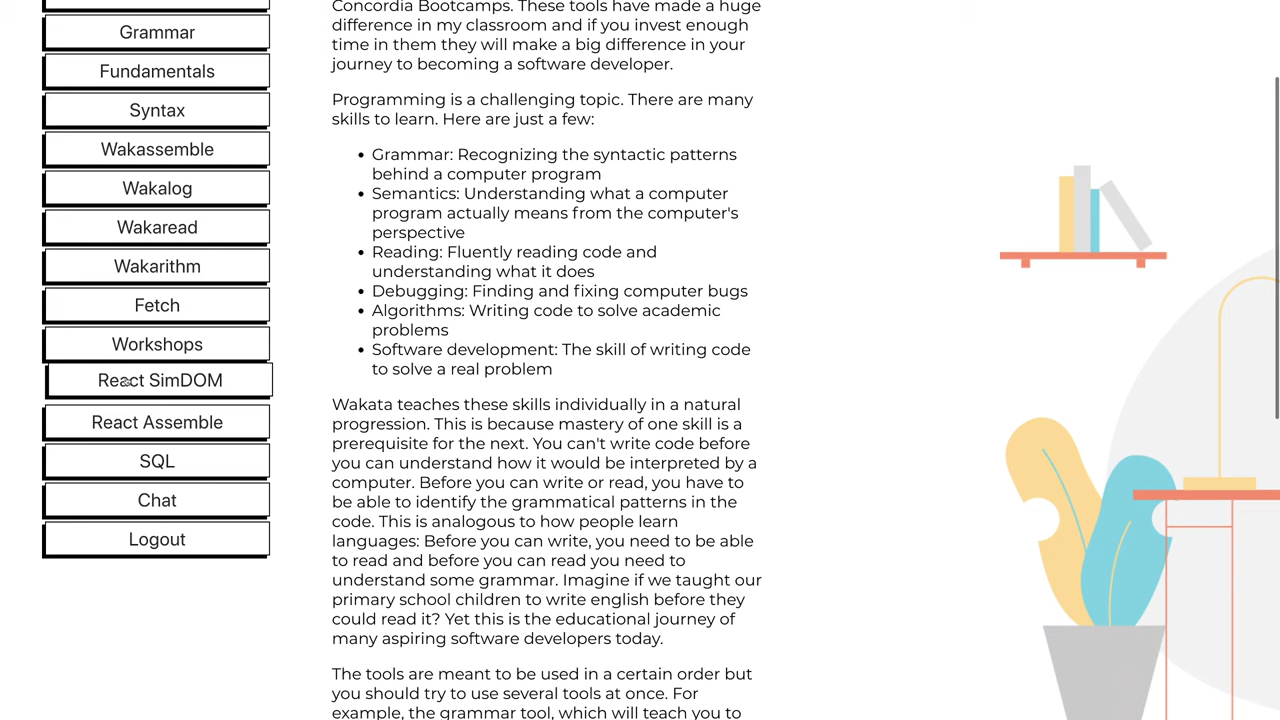 Grammar
Fundamentals
Syntax
Wakassemble
Wakalog
Wakaread
Wakarithm
Fetch
Workshops
React SimDOM
React Assemble
SQL
Chat
Logout
Concordia Bootcamps. These tools have made a huge
difference in my classroom and if you invest enough
time in them they will make a big difference in your
journey to becoming a software developer.
Programming is a challenging topic. There are many
skills to learn. Here are just a few:
• Grammar: Recognizing the syntactic patterns
behind a computer program
• Semantics: Understanding what a computer
program actually means from the computer's
perspective
• Reading: Fluently reading code and
understanding what it does
• Debugging: Finding and fixing computer bugs
• Algorithms: Writing code to solve academic
problems
• Software development: The skill of writing code
to solve a real problem
Wakata teaches these skills individually in a natural
progression. This is because mastery of one skill is a
prerequisite for the next. You can't write code before
you can understand how it would be interpreted by a
computer. Before you can write or read, you have to
be able to identify the grammatical patterns in the
code. This is analogous to how people learn
languages: Before you can write, you need to be able
to read and before you can read you need to
understand some grammar. Imagine if we taught our
primary school children to write english before they
could read it? Yet this is the educational journey of
many aspiring software developers today.
The tools are meant to be used in a certain order but
you should try to use several tools at once. For
example, the grammar tool, which will teach you to